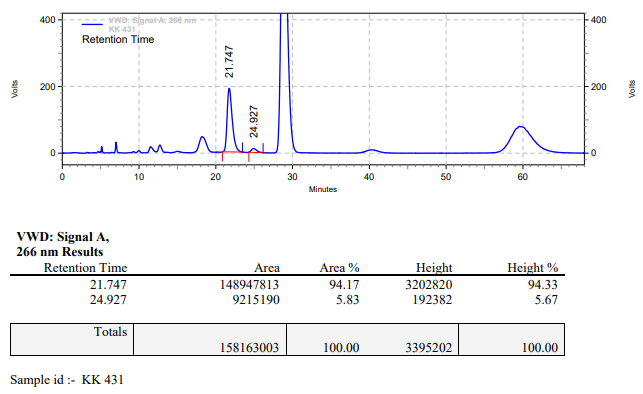 400
VWD: Signal A, 266 nm
KK 431
400
Retention Time
21.747
24.927
Volts
200
200
Volts
0
0
0 10 20 30 40 50 60
Minutes
VWD: Signal A,
266 nm Results
Retention Time Area Area % Height Height %
21.747 148947813 94.17 3202820 94.33
24.927 9215190 5.83 192382 5.67
Totals
158163003 100.00 3395202 100.00
Sample id :- KK 431